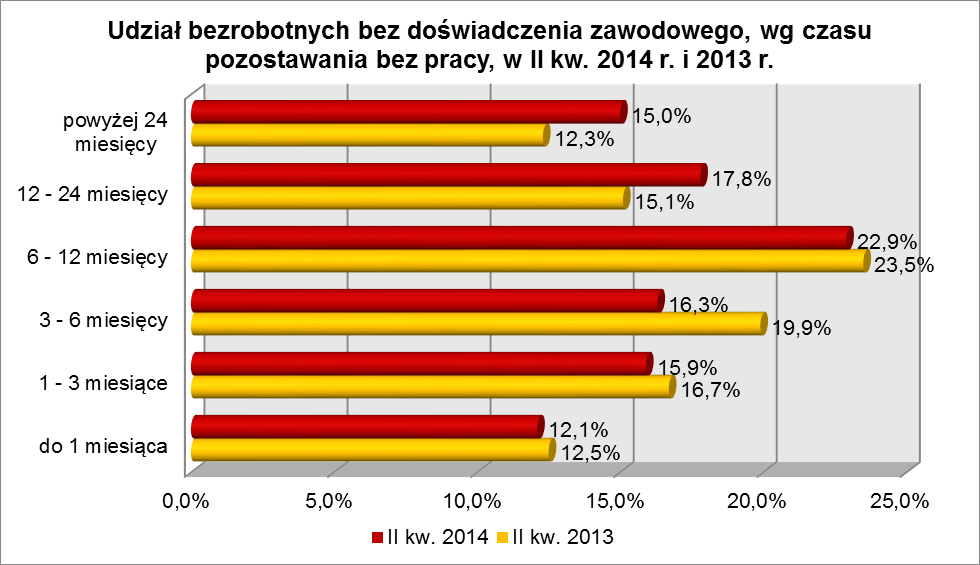 Udział bezrobotnych bez doświadczenia zawodowego, wg czasu
pozostawania bez pracy, w II kw. 2014 r. i 2013 r.
powyżej 24
miesięcy
15,0%
12,3%
12 - 24 miesięcy
17,8%
15,1%
6 - 12 miesięcy
22,9%
23,5%
3 - 6 miesięcy
16,3%
19,9%
1 - 3 miesiące
15,9%
16,7%
do 1 miesiąca
12,1%
12,5%
0,0% 5,0% 10,0% 15,0% 20,0% 25,0%
II kw. 2014 II kw. 2013